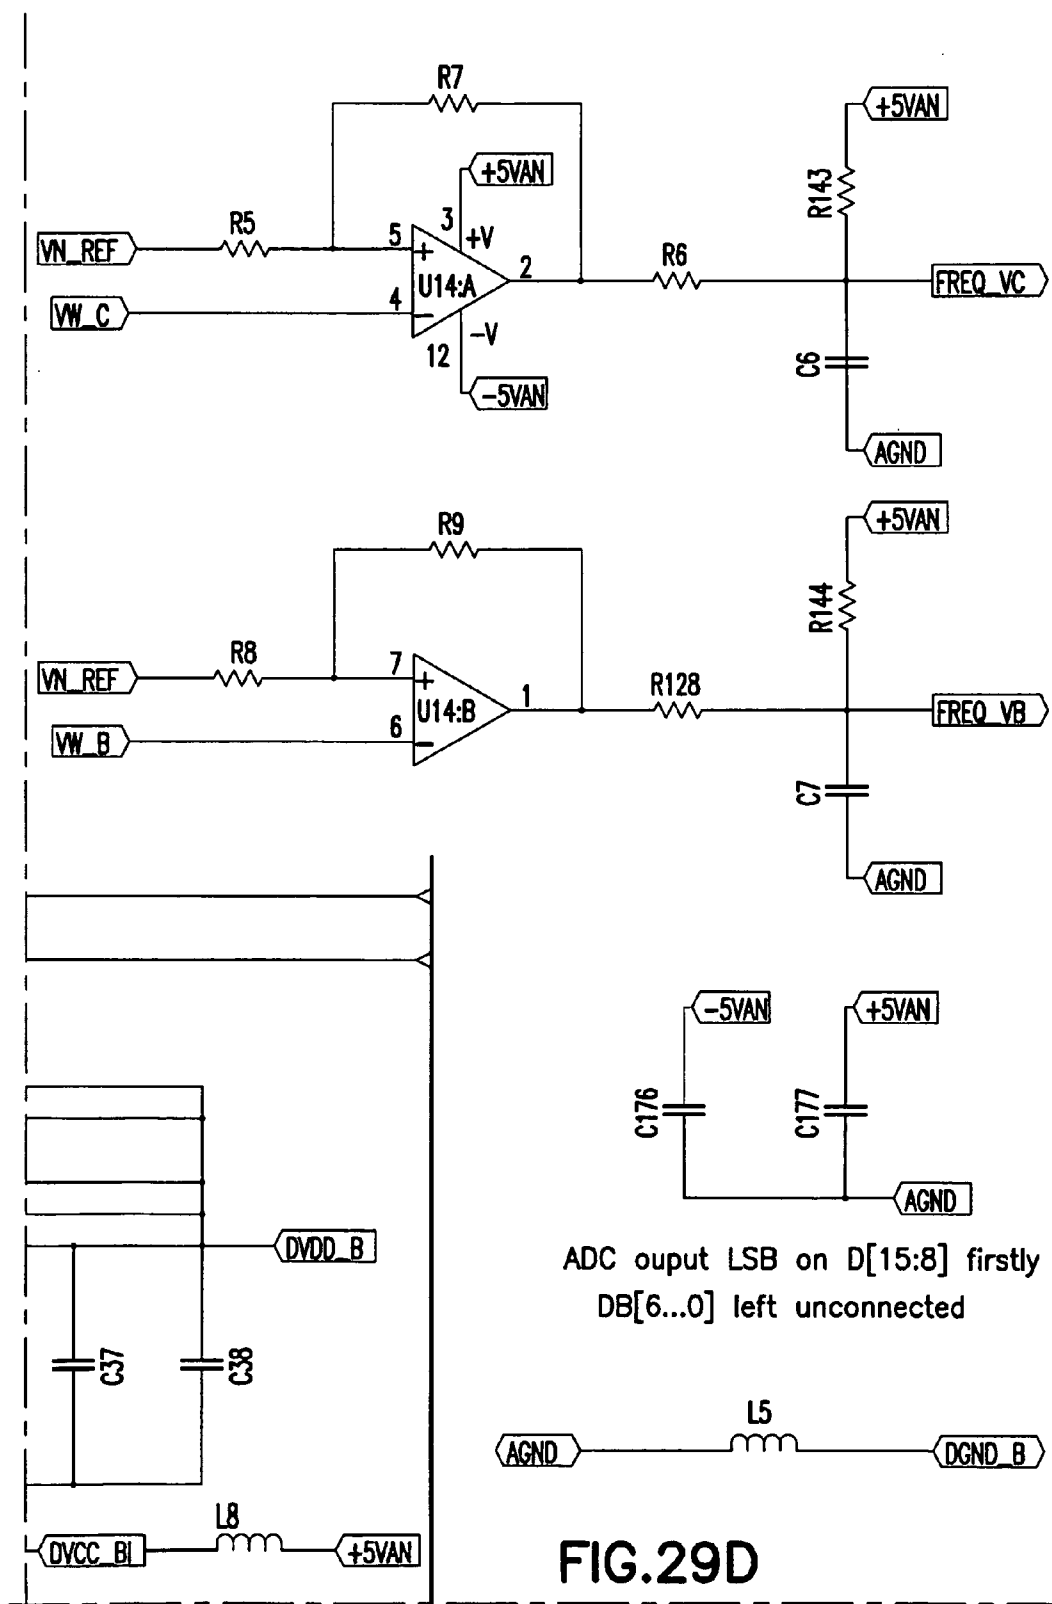 R7
+5VAN
+5VAN
R143
3
+V
R5
VN_REF
5
+
2
R6
U14:A
FREQ_VC
VW_C
4
−
−V
12
C6
−5VAN
AGND
R9
+5VAN
R144
R8
VN_REF
7
+
1
R128
U14:B
FREQ_VB
VW_B
6
−
C7
AGND
−5VAN
+5VAN
C176
C177
AGND
DVDD_B
ADC ouput LSB on D[15:8] firstly
DB[6...0] left unconnected
C37
C38
L5
AGND
DGND_B
L8
DVCC_BI
+5VAN
FIG.29D